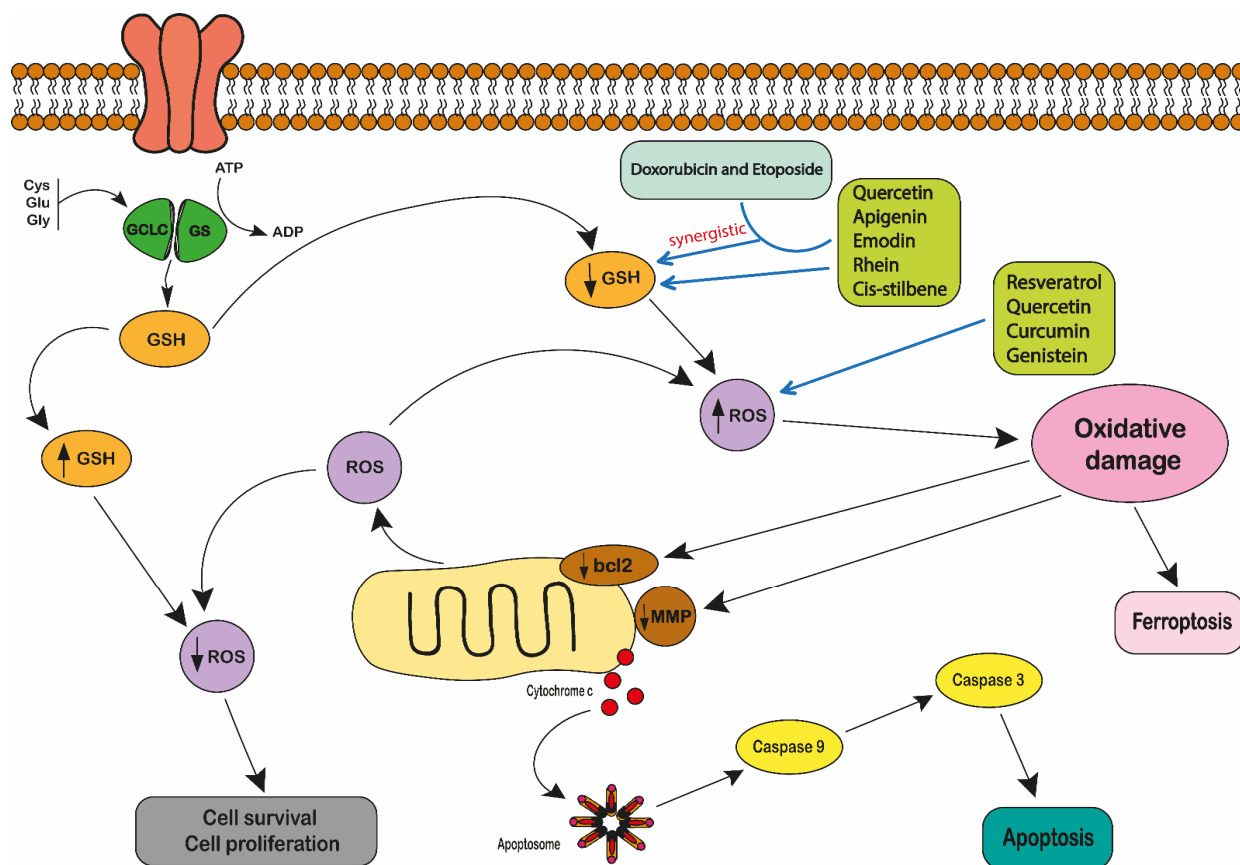 Cys
Glu
Gly
ATP
GCLC
GS
ADP
GSH
GSH
Doxorubicin and Etoposide
synergistic
GSH
Quercetin
Apigenin
Emodin
Rhein
Cis-stilbene
Resveratrol
Quercetin
Curcumin
Genistein
ROS
ROS
Oxidative
damage
bcl2
MMP
ROS
Cytochrome c
Ferroptosis
Caspase 3
Caspase 9
Cell survival
Cell proliferation
Apoptosome
Apoptosis